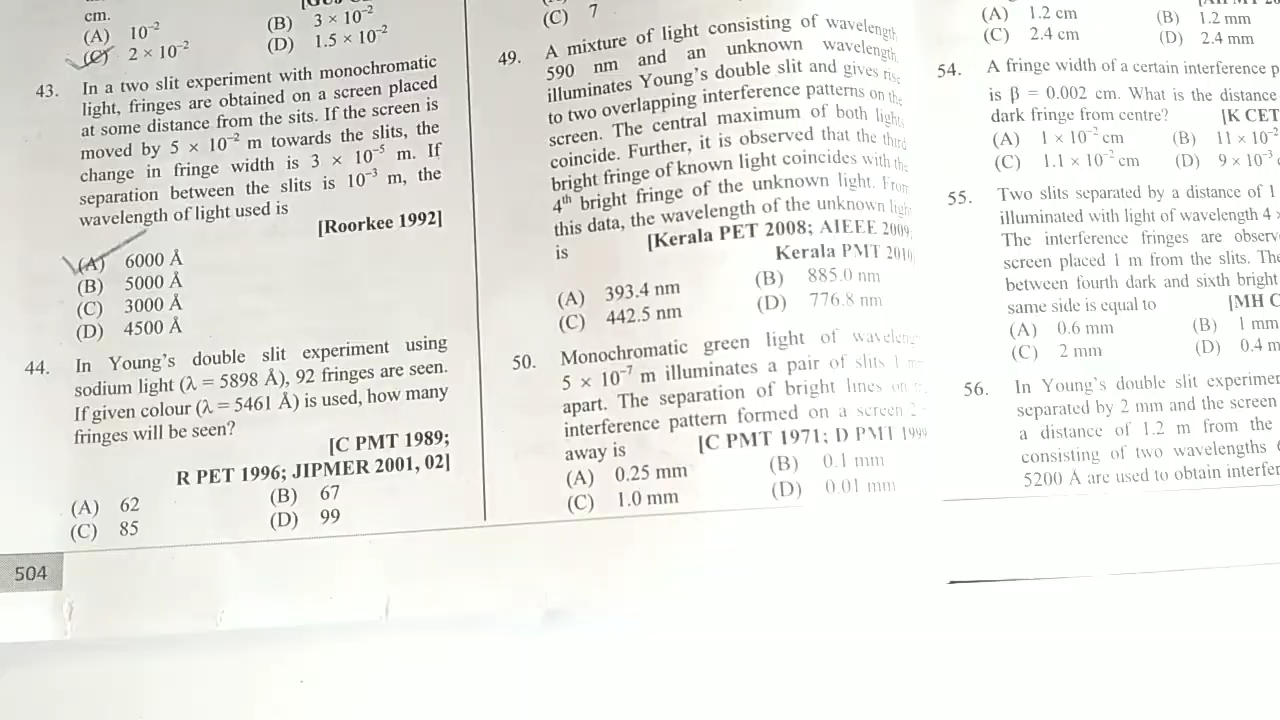 cm.
(A) 10⁻² (B) 3 × 10⁻²
(C) 2 × 10⁻² (D) 1.5 × 10⁻²
43. In a two slit experiment with monochromatic
light, fringes are obtained on a screen placed
at some distance from the sits. If the screen is
moved by 5 × 10⁻² m towards the slits, the
change in fringe width is 3 × 10⁻⁵ m. If
separation between the slits is 10⁻³ m, the
wavelength of light used is
[Roorkee 1992]
(A) 6000 Å
(B) 5000 Å
(C) 3000 Å
(D) 4500 Å
44. In Young's double slit experiment using
sodium light (λ = 5898 Å), 92 fringes are seen.
If given colour (λ = 5461 Å) is used, how many
fringes will be seen?
[C PMT 1989;
R PET 1996; JIPMER 2001, 02]
(A) 62 (B) 67
(C) 85 (D) 99
504
(C) 7
49. A mixture of light consisting of wavelength
590 nm and an unknown wavelength
illuminates Young's double slit and gives rise
to two overlapping interference patterns on the
screen. The central maximum of both lights
coincide. Further, it is observed that the third
bright fringe of known light coincides with the
4ᵗʰ bright fringe of the unknown light. From
this data, the wavelength of the unknown light
is [Kerala PET 2008; AIEEE 2009;
Kerala PMT 2010
(A) 393.4 nm (B) 885.0 nm
(C) 442.5 nm (D) 776.8 nm
50. Monochromatic green light of
5 × 10⁻⁷ m illuminates a pair of slits 1
apart. The separation of bright lines on
interference pattern formed on a screen 2
away is [C PMT 1971; D PMT 1999
(A) 0.25 mm (B) 0.1 mm
(C) 1.0 mm (D) 0.01 mm
(A) 1.2 cm (B) 1.2 mm
(C) 2.4 cm (D) 2.4 mm
54. A fringe width of a certain interference p
is β = 0.002 cm. What is the distance
dark fringe from centre? [K CET
(A) 1 × 10⁻² cm (B) 11 × 10⁻²
(C) 1.1 × 10⁻² cm (D) 9 × 10⁻³ c
55. Two slits separated by a distance of 1
illuminated with light of wavelength 4 ×
The interference fringes are observ
screen placed 1 m from the slits. The
between fourth dark and sixth bright
same side is equal to [MH C
(A) 0.6 mm (B) 1 mm
(C) 2 mm (D) 0.4 m
56. In Young's double slit experimen
separated by 2 mm and the screen
a distance of 1.2 m from the
consisting of two wavelengths 6
5200 Å are used to obtain interfer